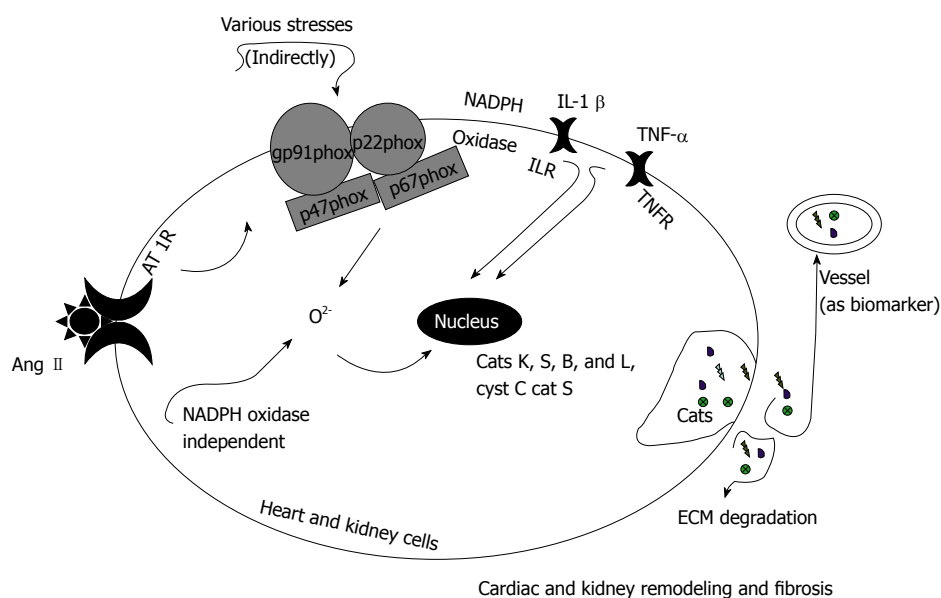 Various stresses
(Indirectly)
NADPH
Oxidase
IL-1 β
ILR
TNF-α
TNFR
gp91phox
p22phox
p47phox
p67phox
AT 1R
Ang II
O²⁻
Nucleus
Cats K, S, B, and L,
cyst C cat S
NADPH oxidase
independent
Cats
Vessel
(as biomarker)
ECM degradation
Heart and kidney cells
Cardiac and kidney remodeling and fibrosis